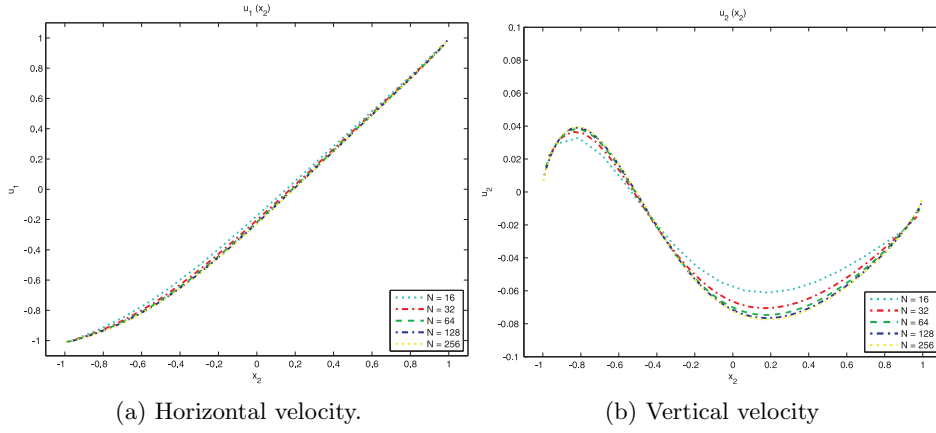 u1 (x2)
1
0.8
0.6
0.4
0.2
0
-0.2
-0.4
-0.6
-0.8
-1
u1
-1 -0.8 -0.6 -0.4 -0.2 0 0.2 0.4 0.6 0.8 1
x2
N = 16
N = 32
N = 64
N = 128
N = 256
(a) Horizontal velocity.
u2 (x2)
0.1
0.08
0.06
0.04
0.02
0
-0.02
-0.04
-0.06
-0.08
-0.1
u2
-1 -0.8 -0.6 -0.4 -0.2 0 0.2 0.4 0.6 0.8 1
x2
N = 16
N = 32
N = 64
N = 128
N = 256
(b) Vertical velocity